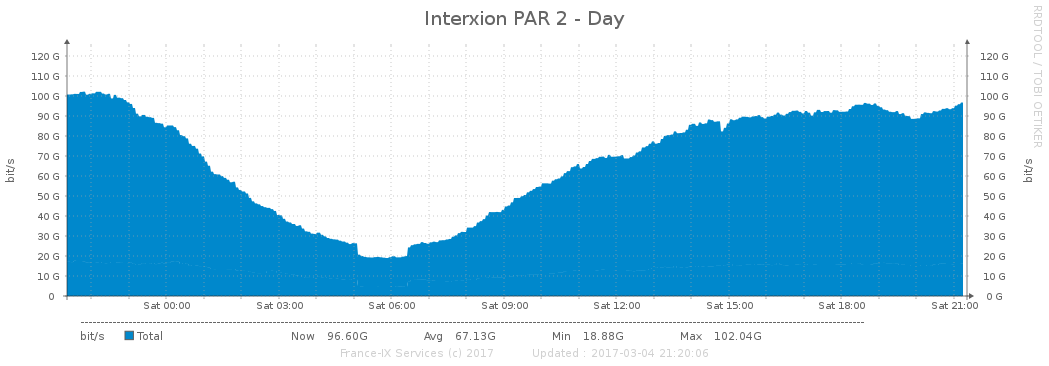 Interxion PAR 2 - Day
RRDTOOL / TOBI OETIKER
120 G 120 G
110 G 110 G
100 G 100 G
90 G 90 G
80 G 80 G
70 G 70 G
60 G 60 G
50 G 50 G
40 G 40 G
30 G 30 G
20 G 20 G
10 G 10 G
0 0 G
bit/s
bit/s
Sat 00:00 Sat 03:00 Sat 06:00 Sat 09:00 Sat 12:00 Sat 15:00 Sat 18:00 Sat 21:00
bit/s Total Now 96.60G Avg 67.13G Min 18.88G Max 102.04G
France-IX Services (c) 2017 Updated : 2017-03-04 21:20:06